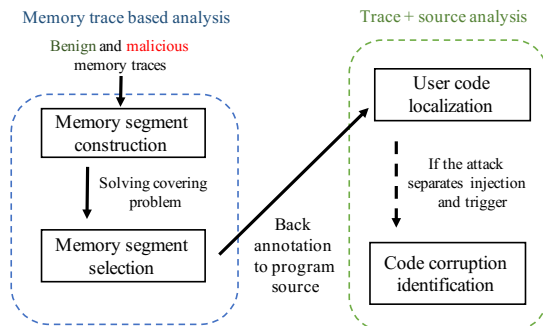 Memory trace based analysis
Benign and malicious
memory traces
Memory segment
construction
Solving covering
problem
Memory segment
selection
Back
annotation
to program
source
Trace + source analysis
User code
localization
If the attack
separates injection
and trigger
Code corruption
identification